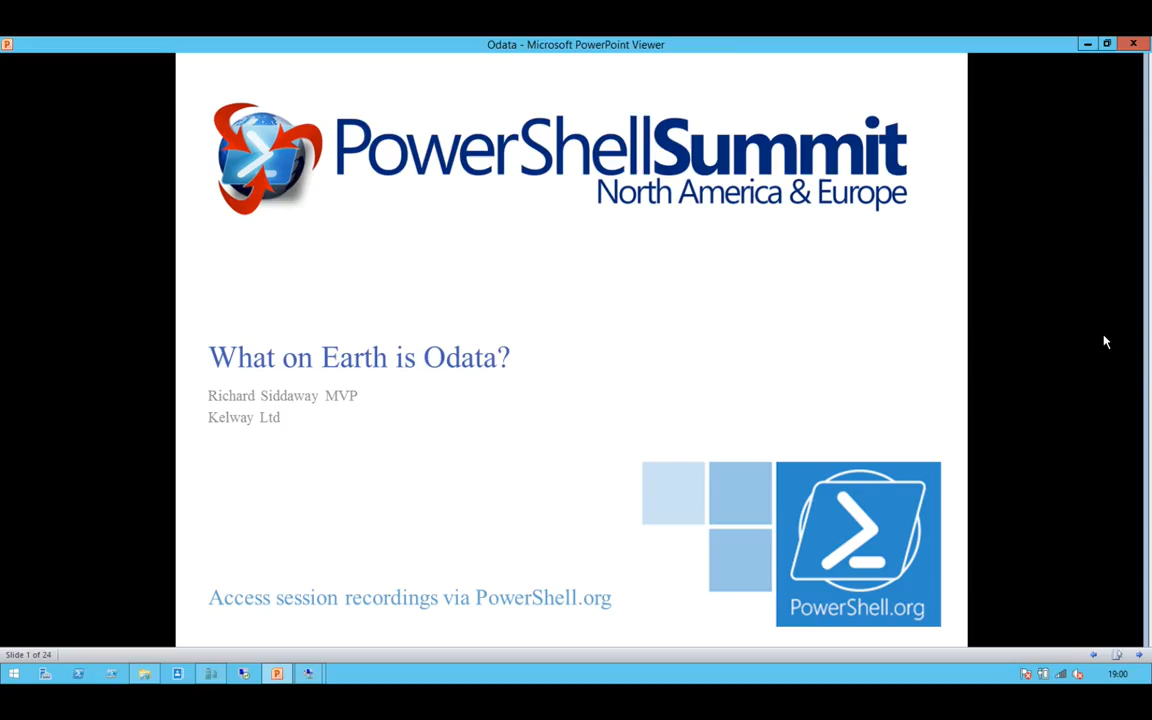 Odata - Microsoft PowerPoint Viewer
PowerShellSummit
North America & Europe
What on Earth is Odata?
Richard Siddaway MVP
Kelway Ltd
PowerShell.org
Access session recordings via PowerShell.org
Slide 1 of 24
19:00